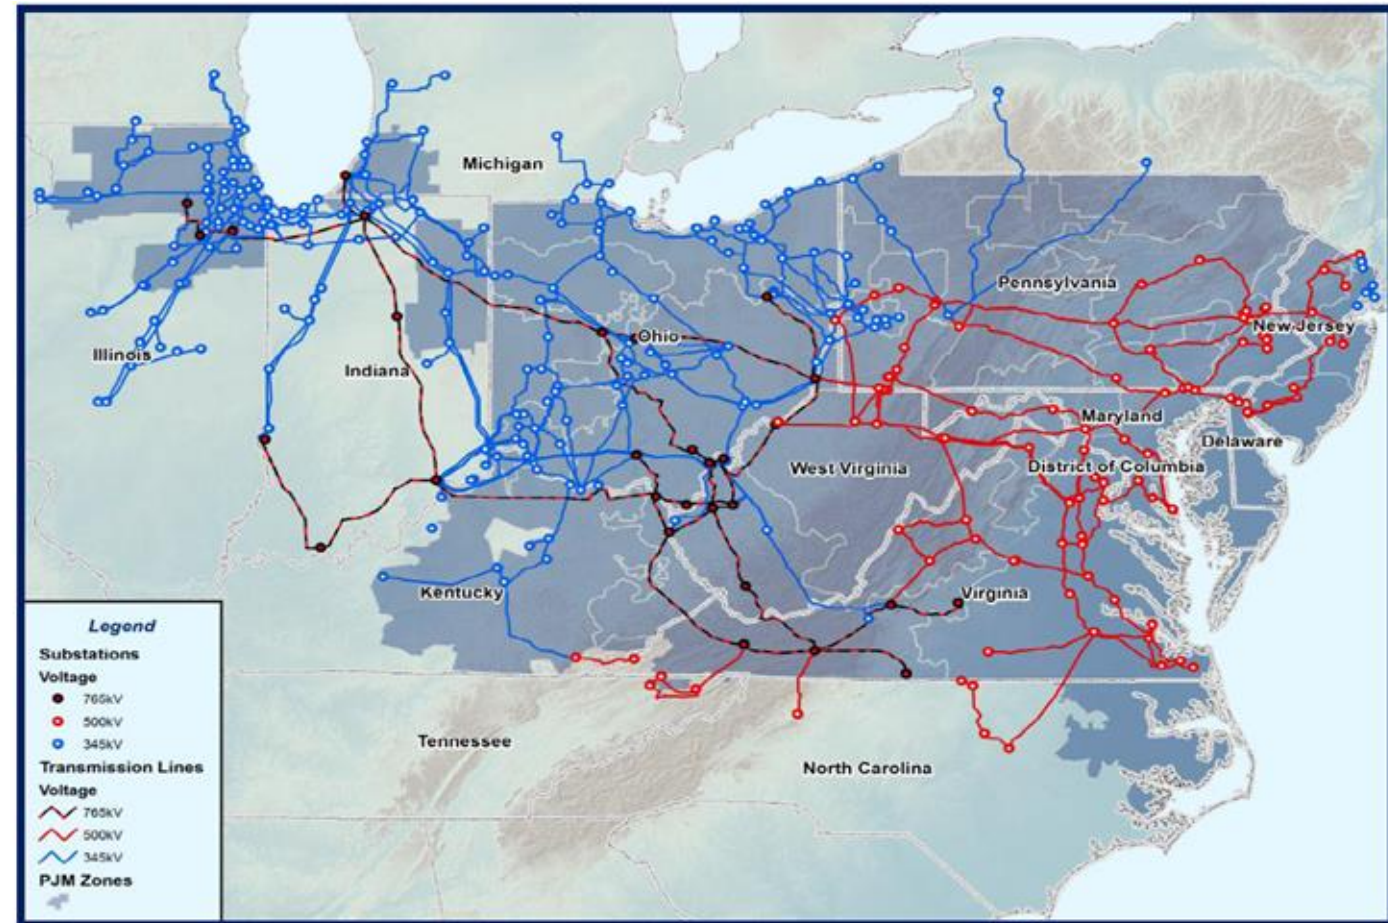 Michigan
Pennsylvania
New Jersey
Ohio
Illinois
Indiana
Maryland
Delaware
West Virginia
District of Columbia
Kentucky
Virginia
Tennessee
North Carolina
Legend
Substations
Voltage
765kV
500kV
345kV
Transmission Lines
Voltage
765kV
500kV
345kV
PJM Zones